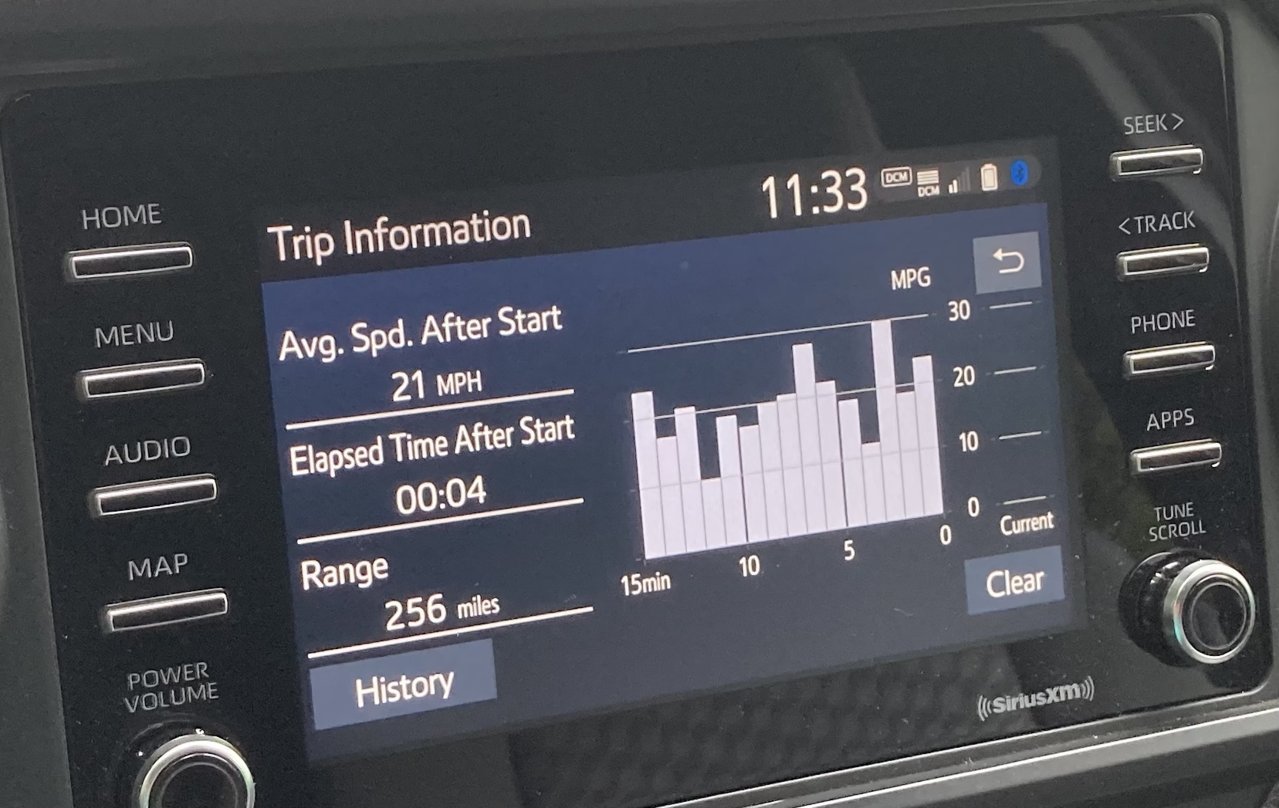 HOME
MENU
AUDIO
MAP
POWER
VOLUME
Trip Information
11:33
DCM
DCM
Avg. Spd. After Start
21 MPH
Elapsed Time After Start
00:04
Range
256 miles
History
MPG
30
20
10
0
15min
10
5
0
Current
Clear
SEEK >
< TRACK
PHONE
APPS
TUNE
SCROLL
((SiriusXM))